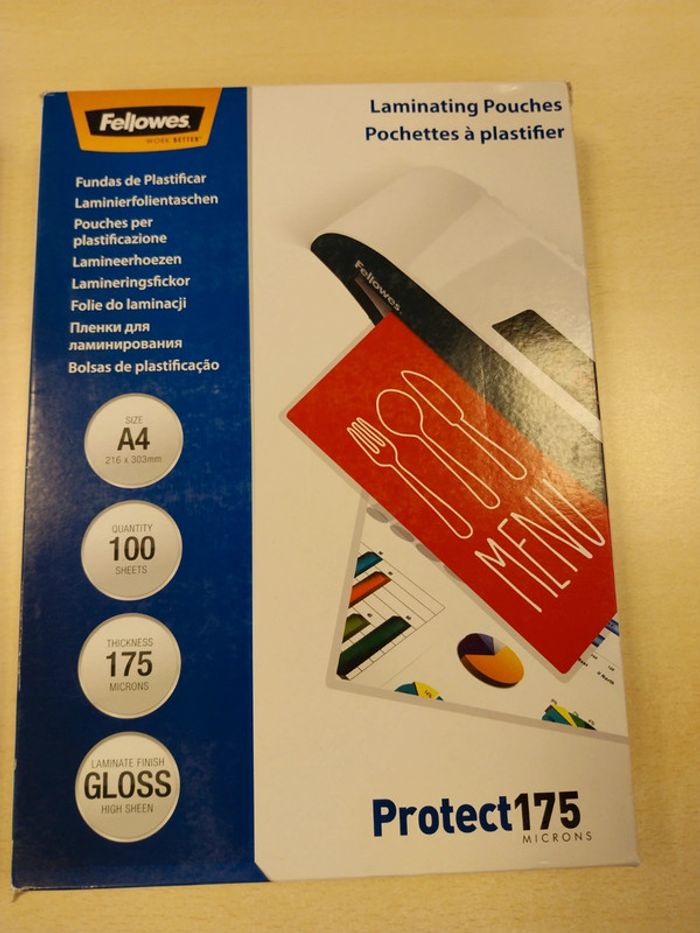 Fellowes
WORK BETTER
Laminating Pouches
Pochettes à plastifier
Fundas de Plastificar
Laminierfolientaschen
Pouches per
plastificazione
Lamineerhoezen
Lamineringsfickor
Folie do laminacji
Пленки для
ламинирования
Bolsas de plastificação
SIZE
A4
216 x 303mm
QUANTITY
100
SHEETS
THICKNESS
175
MICRONS
LAMINATE FINISH
GLOSS
HIGH SHEEN
Fellowes
MENU
Protect175
MICRONS